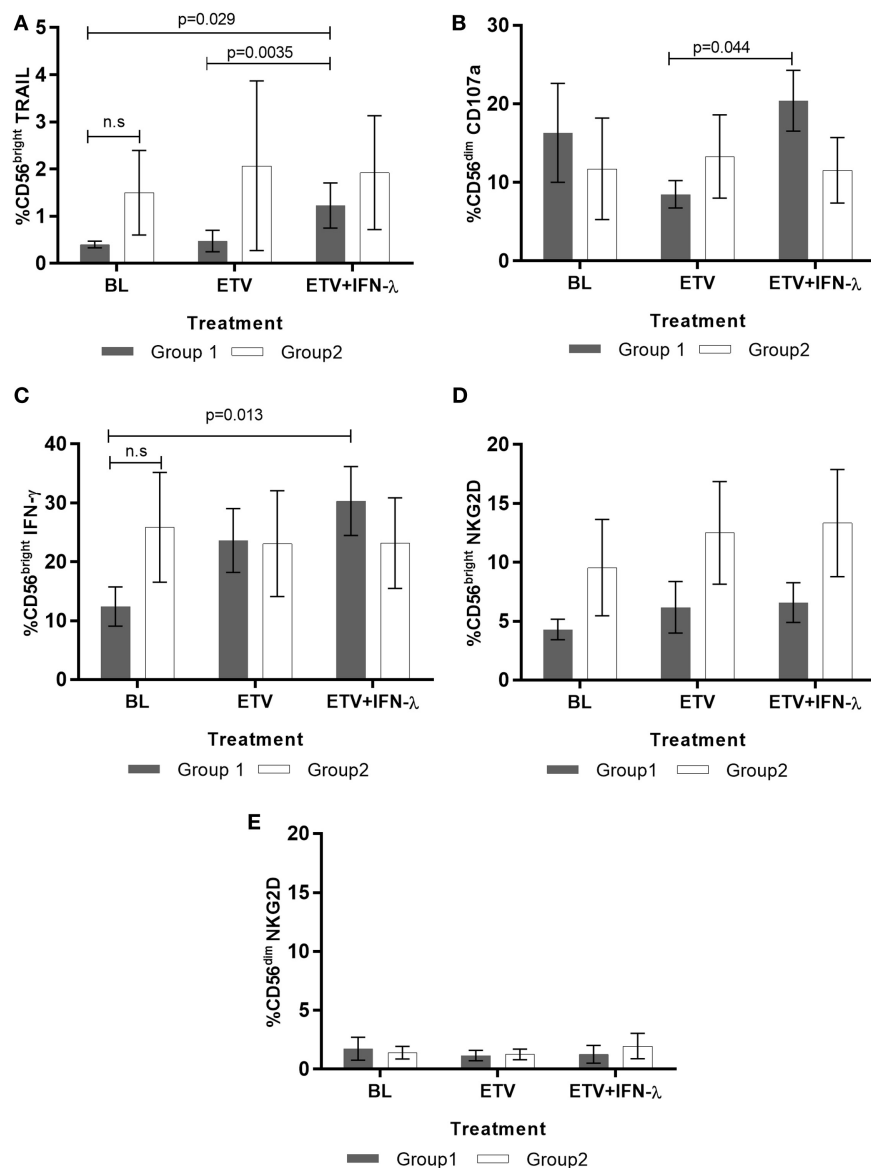 A
p=0.029
p=0.0035
n.s
%CD56bright TRAIL
5
4
3
2
1
0
BL ETV ETV+IFN-λ
Treatment
Group 1 Group2
B
p=0.044
%CD56dim CD107a
30
20
10
0
BL ETV ETV+IFN-λ
Treatment
Group 1 Group2
C
p=0.013
n.s
%CD56bright IFN-γ
40
30
20
10
0
BL ETV ETV+IFN-λ
Treatment
Group 1 Group2
D
%CD56bright NKG2D
20
15
10
5
0
BL ETV ETV+IFN-λ
Treatment
Group1 Group2
E
%CD56dim NKG2D
20
15
10
5
0
BL ETV ETV+IFN-λ
Treatment
Group1 Group2